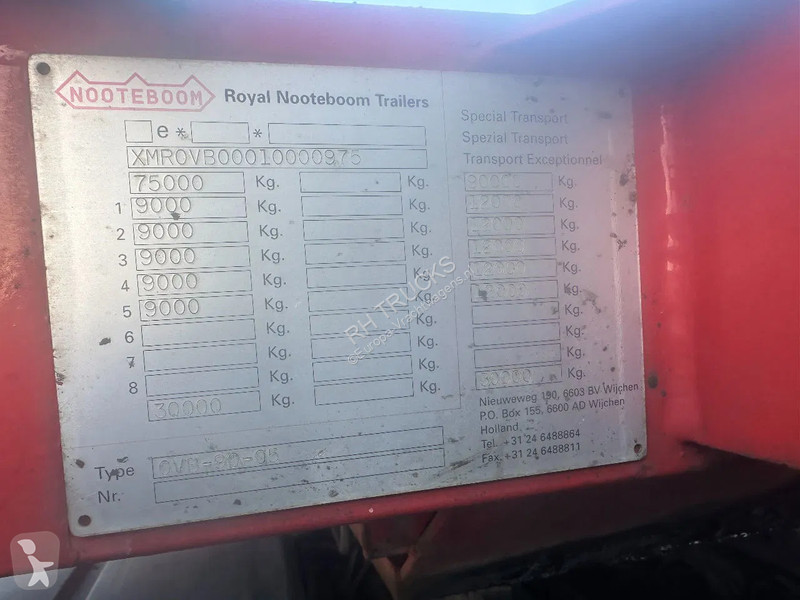 NOOTEBOOM Royal Nooteboom Trailers
Special Transport
e* *
Spezial Transport
XMR0VB00010000975
Transport Exceptionnel
75000 Kg. Kg. Kg.
1 9000 Kg. Kg. Kg.
2 9000 Kg. Kg. Kg.
3 9000 Kg. Kg. Kg.
4 9000 Kg. Kg. 12000 Kg.
5 9000 Kg. Kg. Kg.
6 Kg. Kg. Kg.
7 Kg. Kg. Kg.
8 Kg. Kg. Kg.
30000 Kg. Kg. Kg.
Nieuweweg 190, 6603 BV Wijchen
P.O. Box 155, 6600 AD Wijchen
Holland
Tel. +31 24 6488864
Fax. +31 24 6488811
Type
Nr.
RH TRUCKS